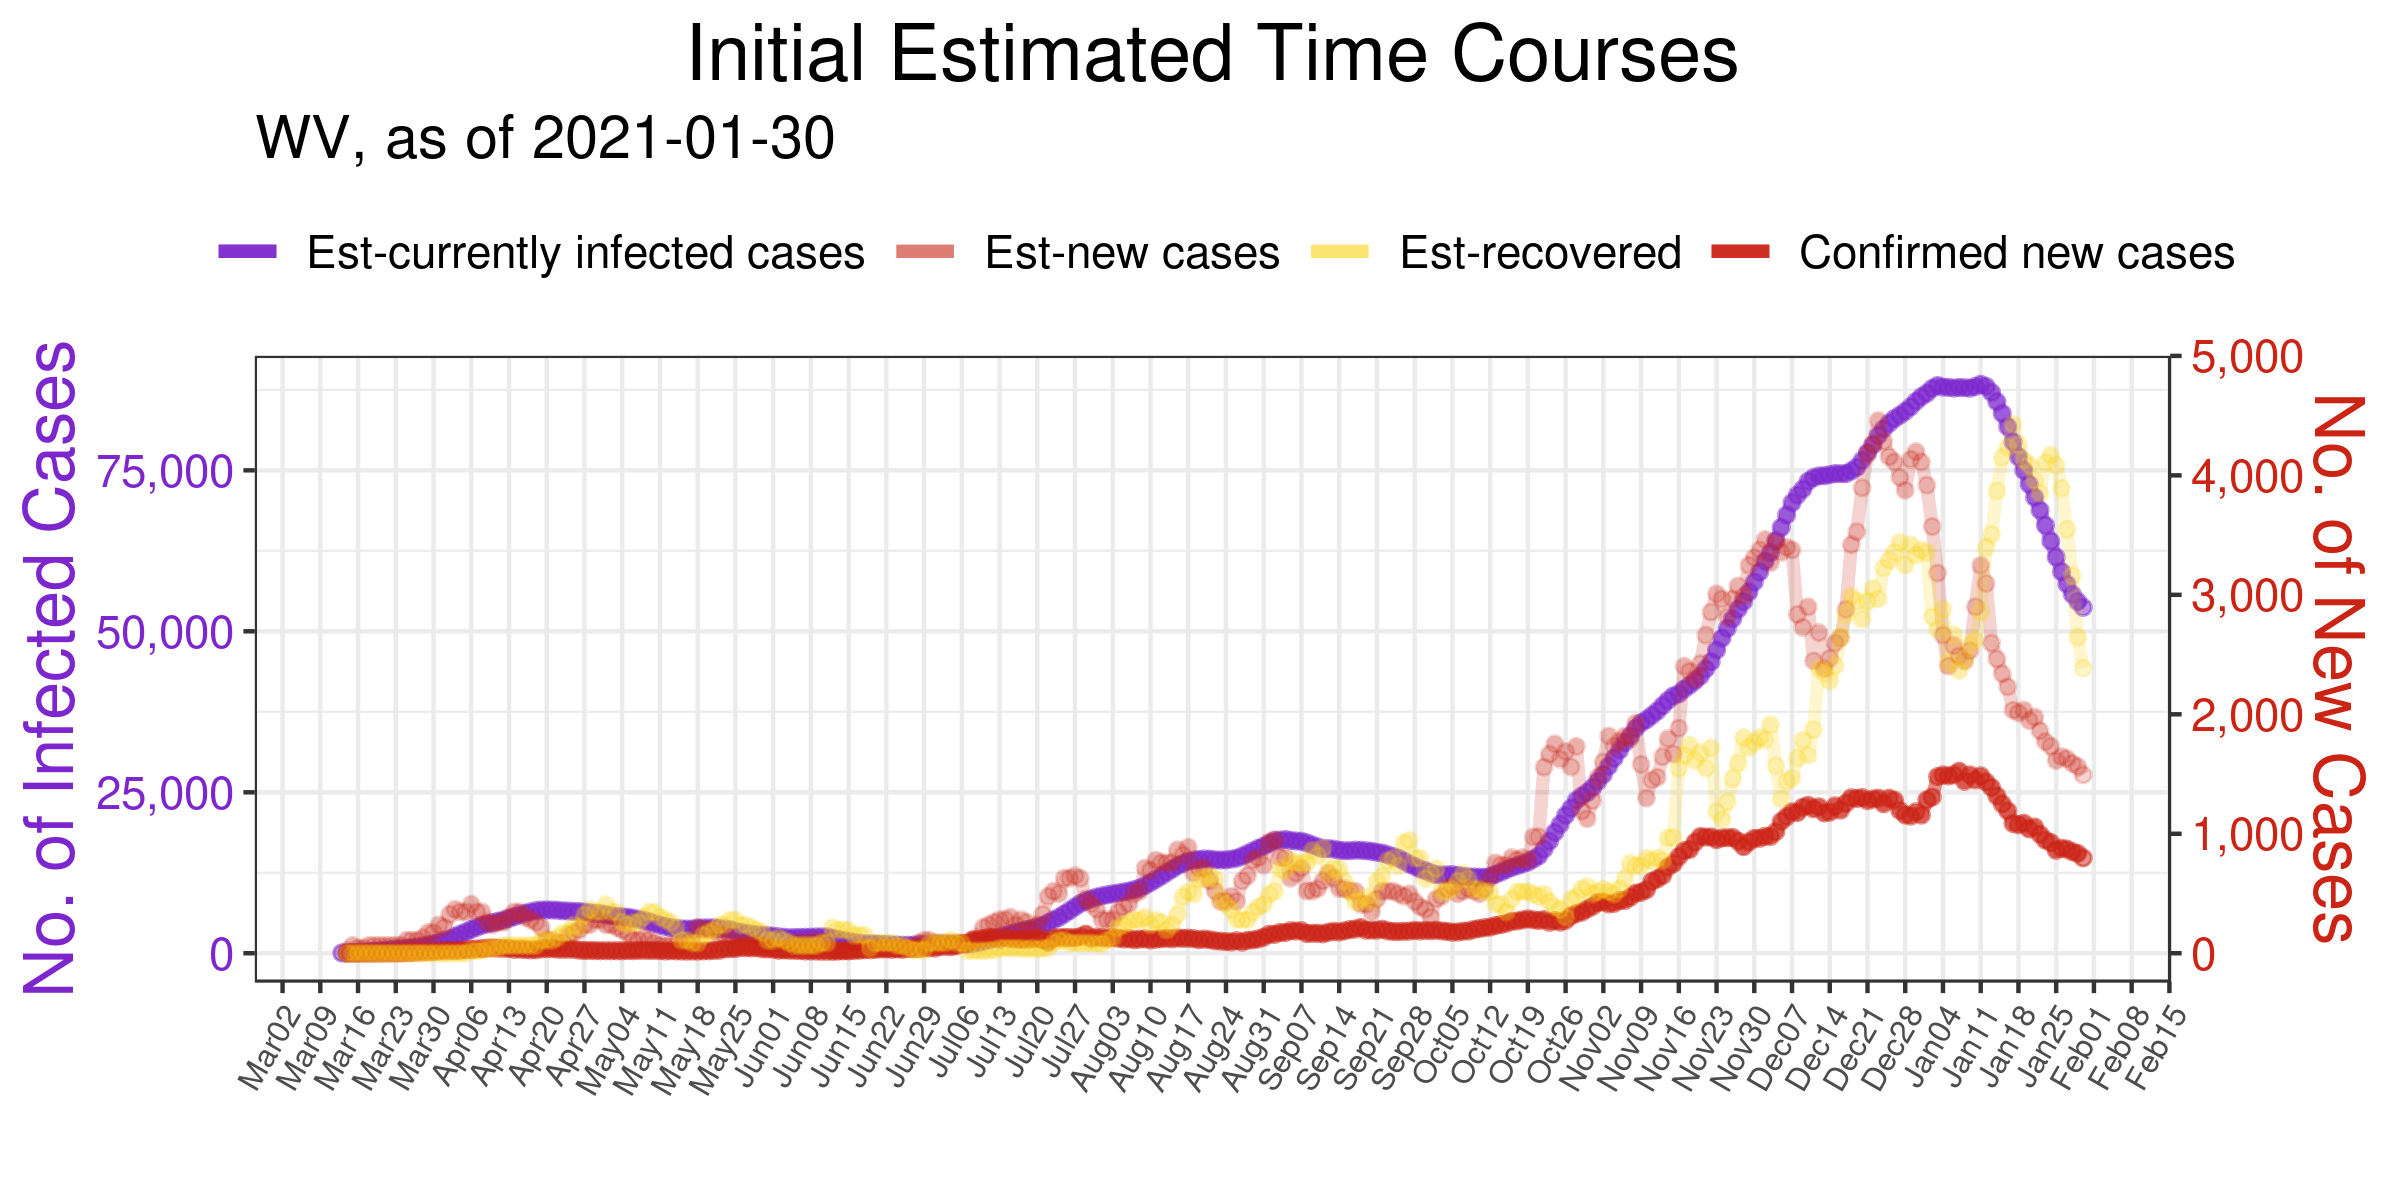 Initial Estimated Time Courses
WV, as of 2021-01-30
Est-currently infected cases Est-new cases Est-recovered Confirmed new cases
No. of Infected Cases
75,000
50,000
25,000
0
5,000
4,000
3,000
2,000
1,000
0
No. of New Cases
Mar02 Mar09 Mar16 Mar23 Mar30 Apr06 Apr13 Apr20 Apr27 May04 May11 May18 May25 Jun01 Jun08 Jun15 Jun22 Jun29 Jul06 Jul13 Jul20 Jul27 Aug03 Aug10 Aug17 Aug24 Aug31 Sep07 Sep14 Sep21 Sep28 Oct05 Oct12 Oct19 Oct26 Nov02 Nov09 Nov16 Nov23 Nov30 Dec07 Dec14 Dec21 Dec28 Jan04 Jan11 Jan18 Jan25 Feb01 Feb08 Feb15